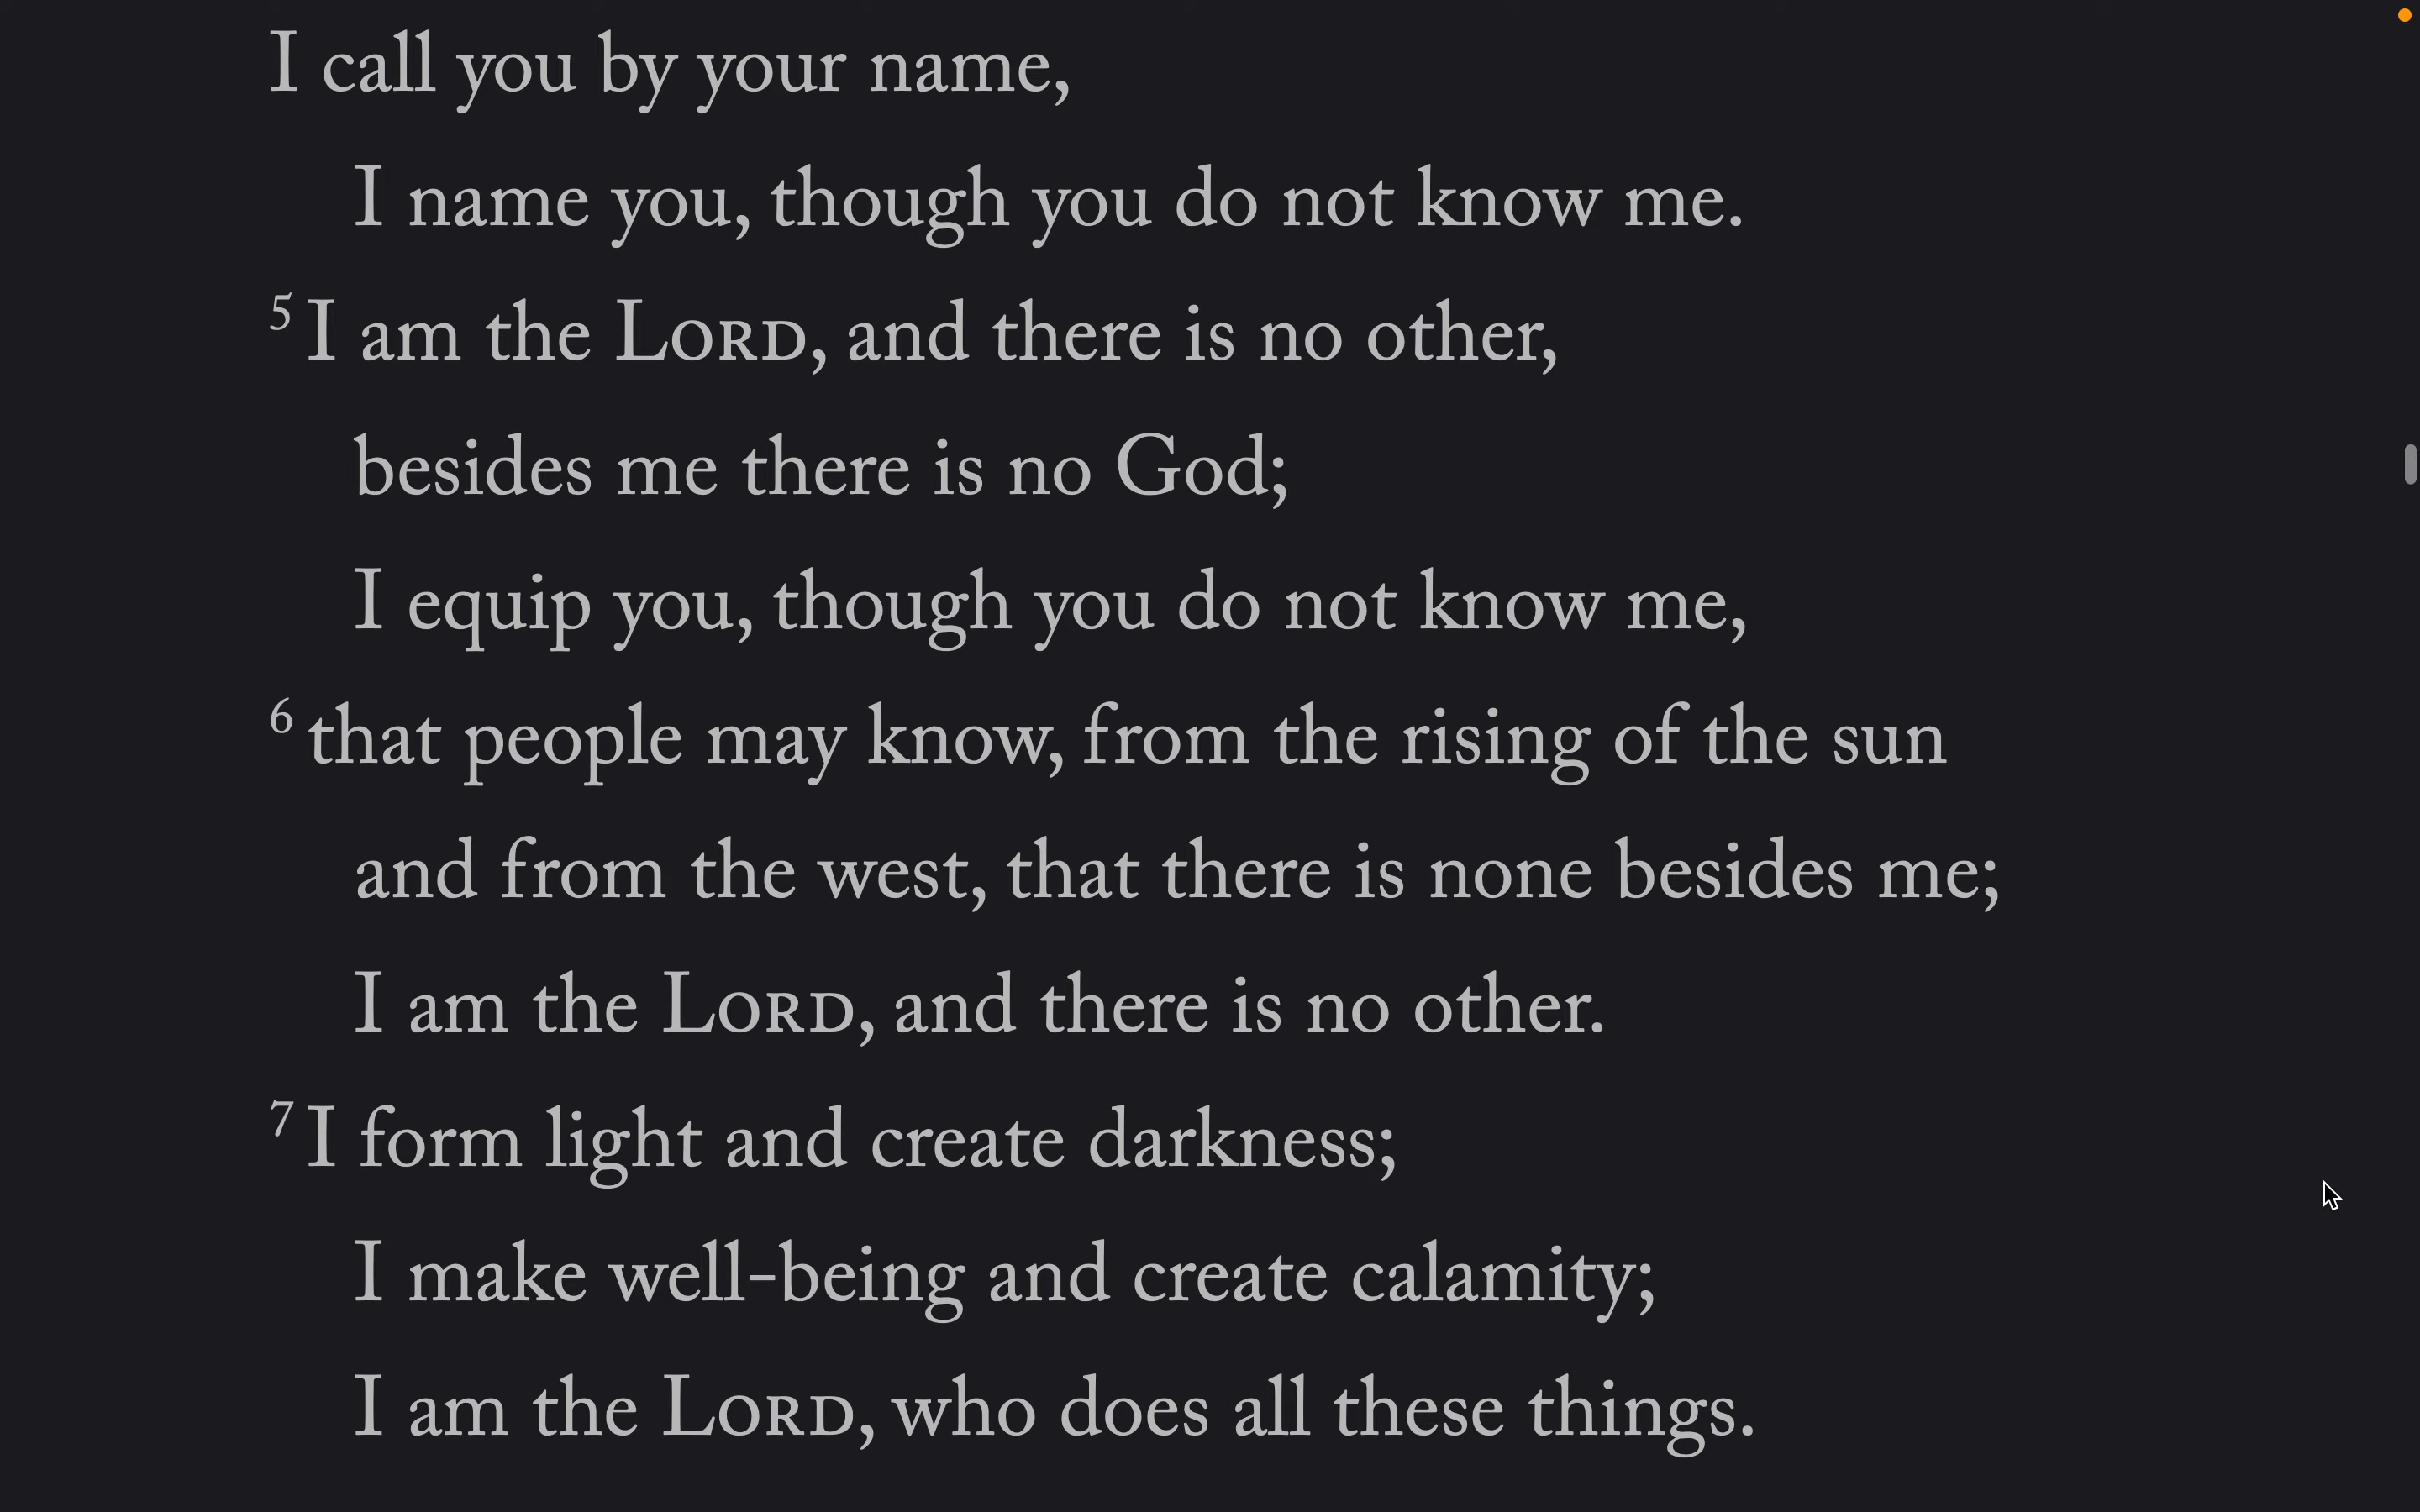 I call you by your name,
I name you, though you do not know me.
5 I am the LORD, and there is no other,
besides me there is no God;
I equip you, though you do not know me,
6 that people may know, from the rising of the sun
and from the west, that there is none besides me;
I am the LORD, and there is no other.
7 I form light and create darkness;
I make well-being and create calamity;
I am the LORD, who does all these things.